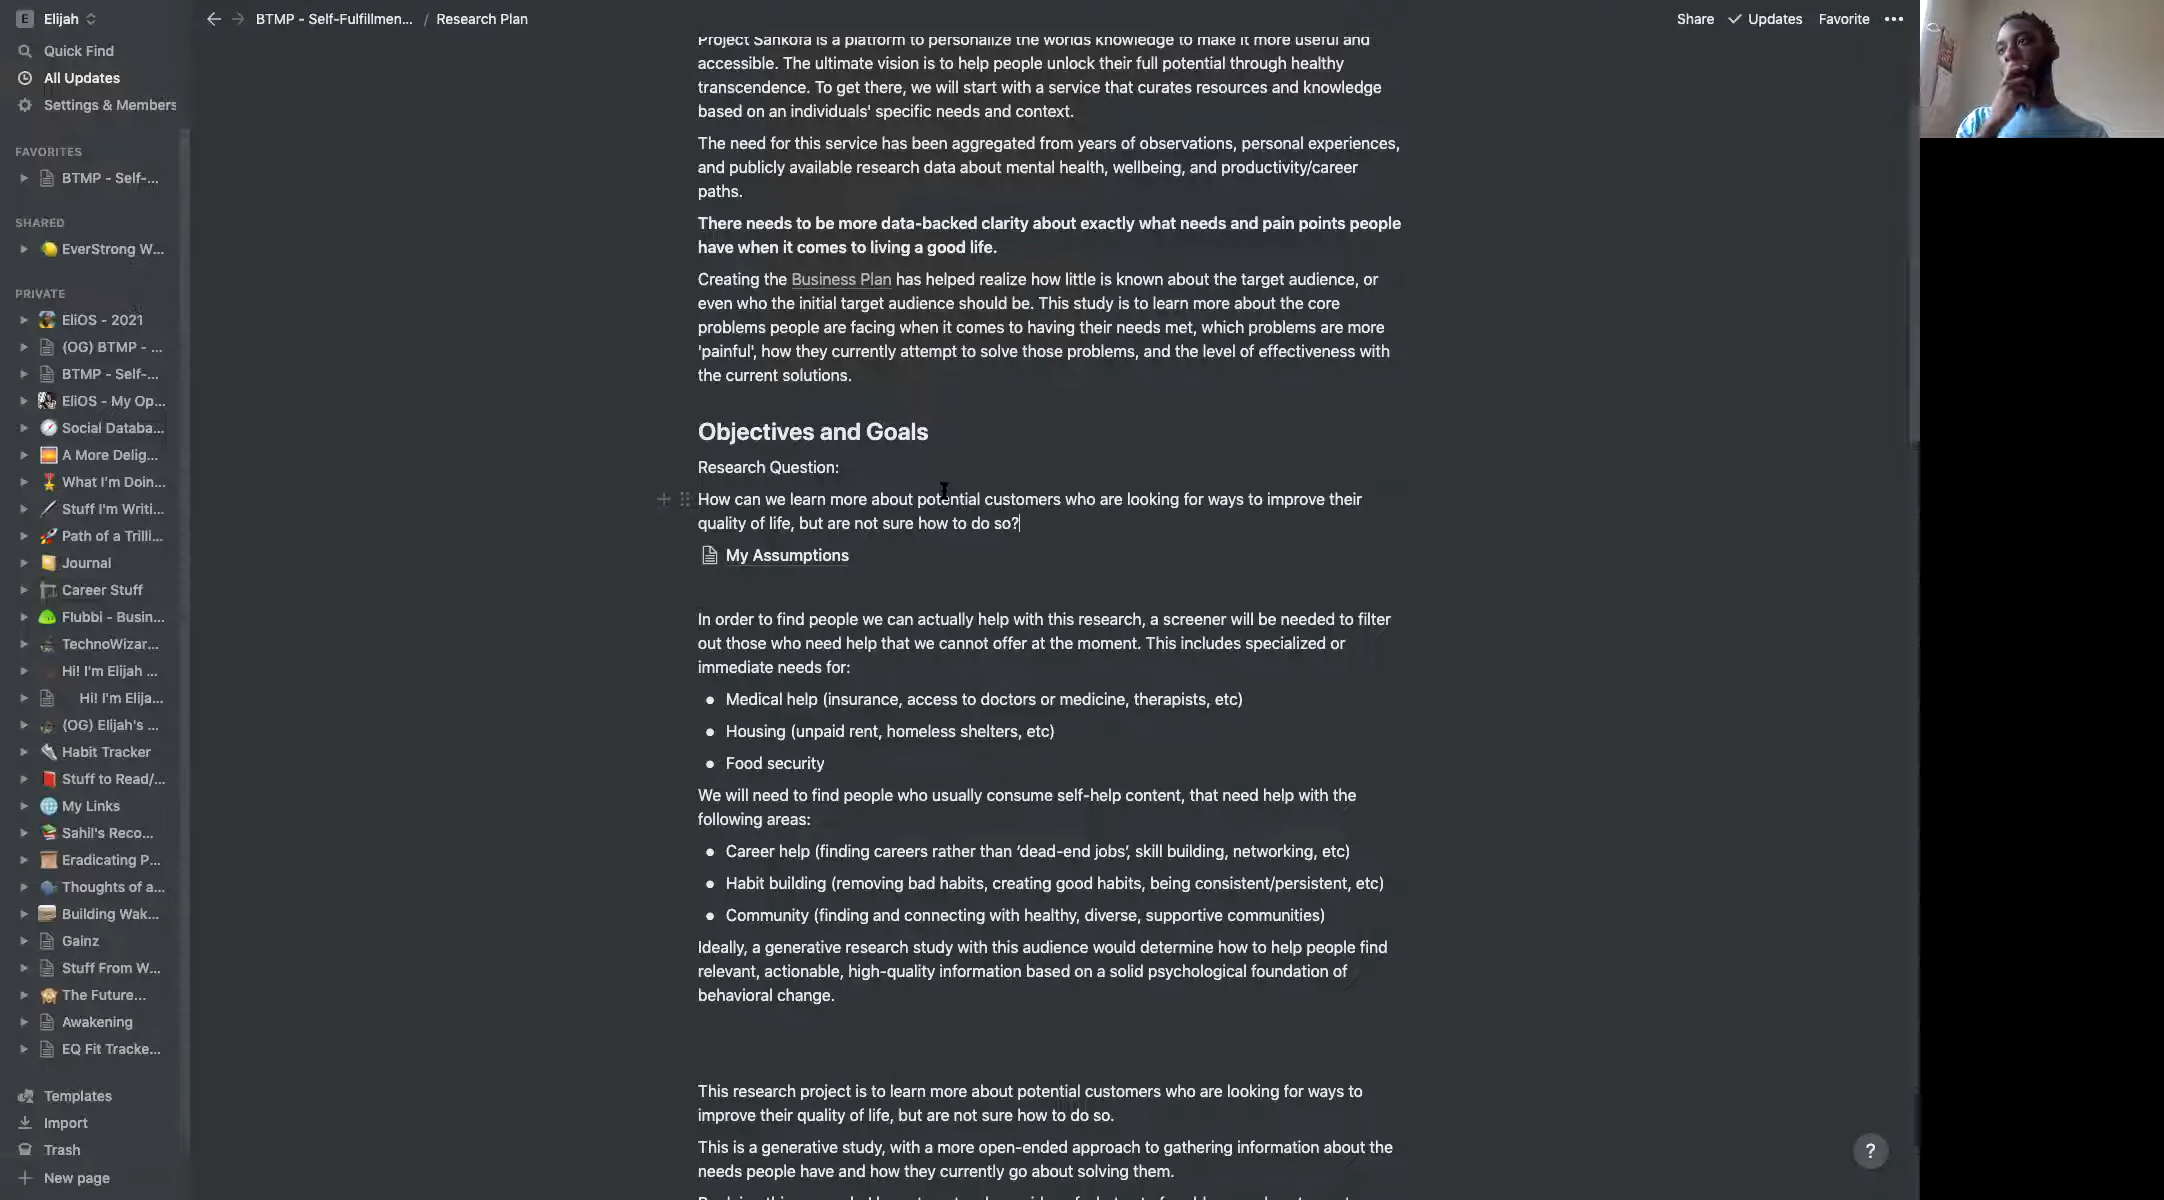 E Elijah
Quick Find
All Updates
Settings & Members
FAVORITES
BTMP - Self-...
SHARED
EverStrong W...
PRIVATE
EliOS - 2021
(OG) BTMP - ...
BTMP - Self-...
EliOS - My Op...
Social Databa...
A More Delig...
What I'm Doin...
Stuff I'm Writi...
Path of a Trilli...
Journal
Career Stuff
Flubbi - Busin...
TechnoWizar...
Hi! I'm Elijah ...
Hi! I'm Elija...
(OG) Elijah's ...
Habit Tracker
Stuff to Read/...
My Links
Sahil's Reco...
Eradicating P...
Thoughts of a...
Building Wak...
Gainz
Stuff From W...
The Future...
Awakening
EQ Fit Tracke...
Templates
Import
Trash
New page
BTMP - Self-Fulfillmen... / Research Plan
Share Updates Favorite
Project Sankofa is a platform to personalize the worlds knowledge to make it more useful and
accessible. The ultimate vision is to help people unlock their full potential through healthy
transcendence. To get there, we will start with a service that curates resources and knowledge
based on an individuals' specific needs and context.
The need for this service has been aggregated from years of observations, personal experiences,
and publicly available research data about mental health, wellbeing, and productivity/career
paths.
There needs to be more data-backed clarity about exactly what needs and pain points people
have when it comes to living a good life.
Creating the Business Plan has helped realize how little is known about the target audience, or
even who the initial target audience should be. This study is to learn more about the core
problems people are facing when it comes to having their needs met, which problems are more
'painful', how they currently attempt to solve those problems, and the level of effectiveness with
the current solutions.
Objectives and Goals
Research Question:
How can we learn more about potential customers who are looking for ways to improve their
quality of life, but are not sure how to do so?
My Assumptions
In order to find people we can actually help with this research, a screener will be needed to filter
out those who need help that we cannot offer at the moment. This includes specialized or
immediate needs for:
● Medical help (insurance, access to doctors or medicine, therapists, etc)
● Housing (unpaid rent, homeless shelters, etc)
● Food security
We will need to find people who usually consume self-help content, that need help with the
following areas:
● Career help (finding careers rather than ‘dead-end jobs’, skill building, networking, etc)
● Habit building (removing bad habits, creating good habits, being consistent/persistent, etc)
● Community (finding and connecting with healthy, diverse, supportive communities)
Ideally, a generative research study with this audience would determine how to help people find
relevant, actionable, high-quality information based on a solid psychological foundation of
behavioral change.
This research project is to learn more about potential customers who are looking for ways to
improve their quality of life, but are not sure how to do so.
This is a generative study, with a more open-ended approach to gathering information about the
needs people have and how they currently go about solving them.
?